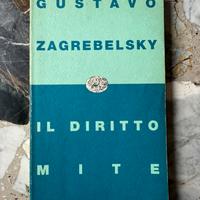 GUSTAVO
ZAGREBELSKY
IL DIRITTO
MITE